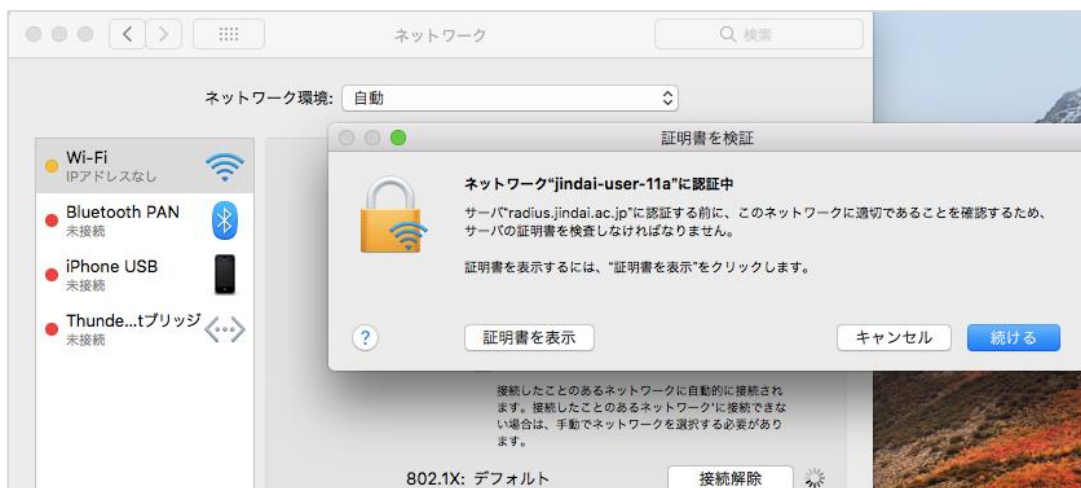 ネットワーク
検索
ネットワーク環境: 自動
Wi-Fi
IPアドレスなし
Bluetooth PAN
未接続
iPhone USB
未接続
Thunde...tブリッジ
未接続
証明書を検証
ネットワーク“jindai-user-11a”に認証中
サーバ“radius.jindai.ac.jp”に認証する前に、このネットワークに適切であることを確認するため、
サーバの証明書を検査しなければなりません。
証明書を表示するには、“証明書を表示”をクリックします。
?
証明書を表示
キャンセル
続ける
接続したことのあるネットワークに自動的に接続され
ます。接続したことのあるネットワーク'に接続できな
い場合は、手動でネットワークを選択する必要があり
ます。
802.1X: デフォルト
接続解除